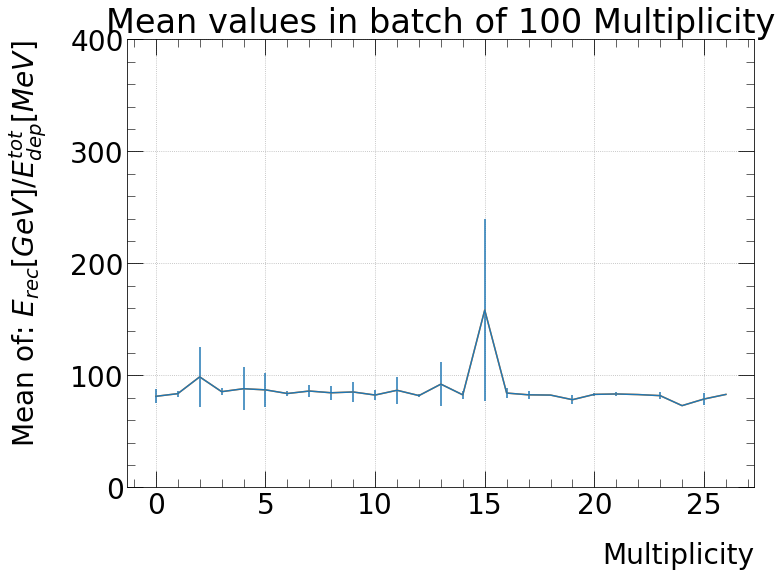 Mean values in batch of 100 Multiplicity
Mean of: $E_{rec}[GeV]/E_{dep}^{tot}[MeV]$
400
300
200
100
0
0 5 10 15 20 25
Multiplicity